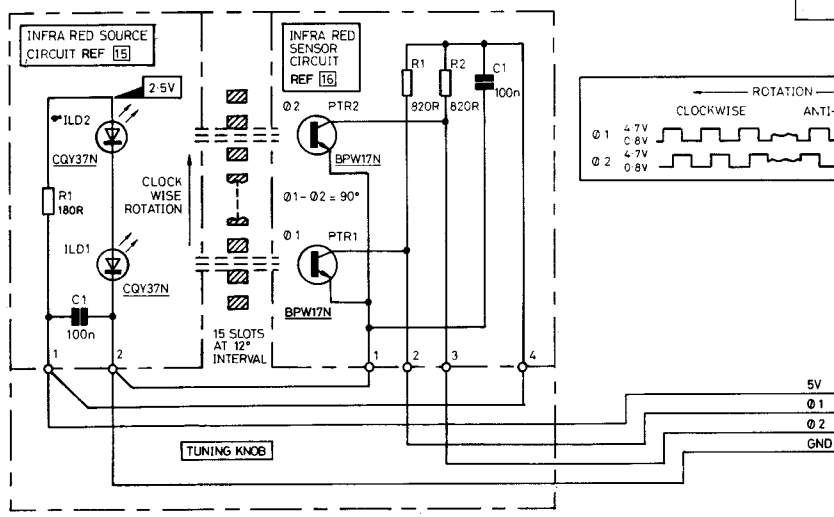 INFRA RED SOURCE
CIRCUIT REF 15
2·5V
ILD2
CQY37N
R1
180R
ILD1
CQY37N
C1
100n
1
2
CLOCK
WISE
ROTATION
15 SLOTS
AT 12°
INTERVAL
INFRA RED
SENSOR
CIRCUIT
REF 16
Ø2
PTR2
BPW17N
Ø1-Ø2 = 90°
Ø1
PTR1
BPW17N
R1
820R
R2
820R
C1
100n
1
2
3
4
ROTATION
CLOCKWISE
ANTI-
Ø1
4·7V
0·8V
Ø2
4·7V
0·8V
TUNING KNOB
5V
Ø1
Ø2
GND